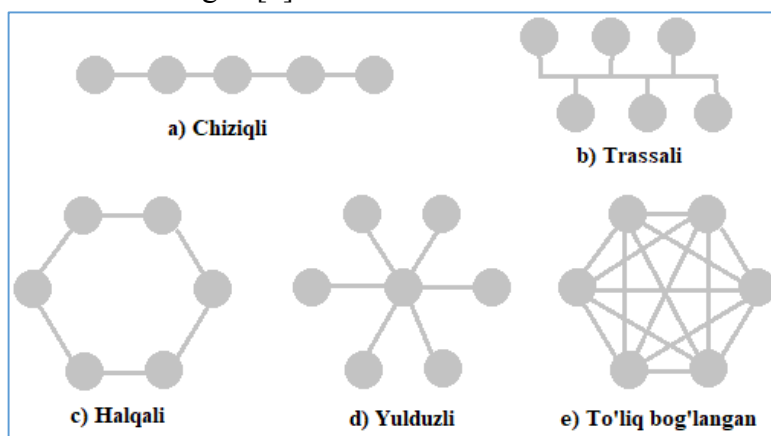 a) Chiziqli
b) Trassali
c) Halqali
d) Yulduzli
e) To'liq bog'langan